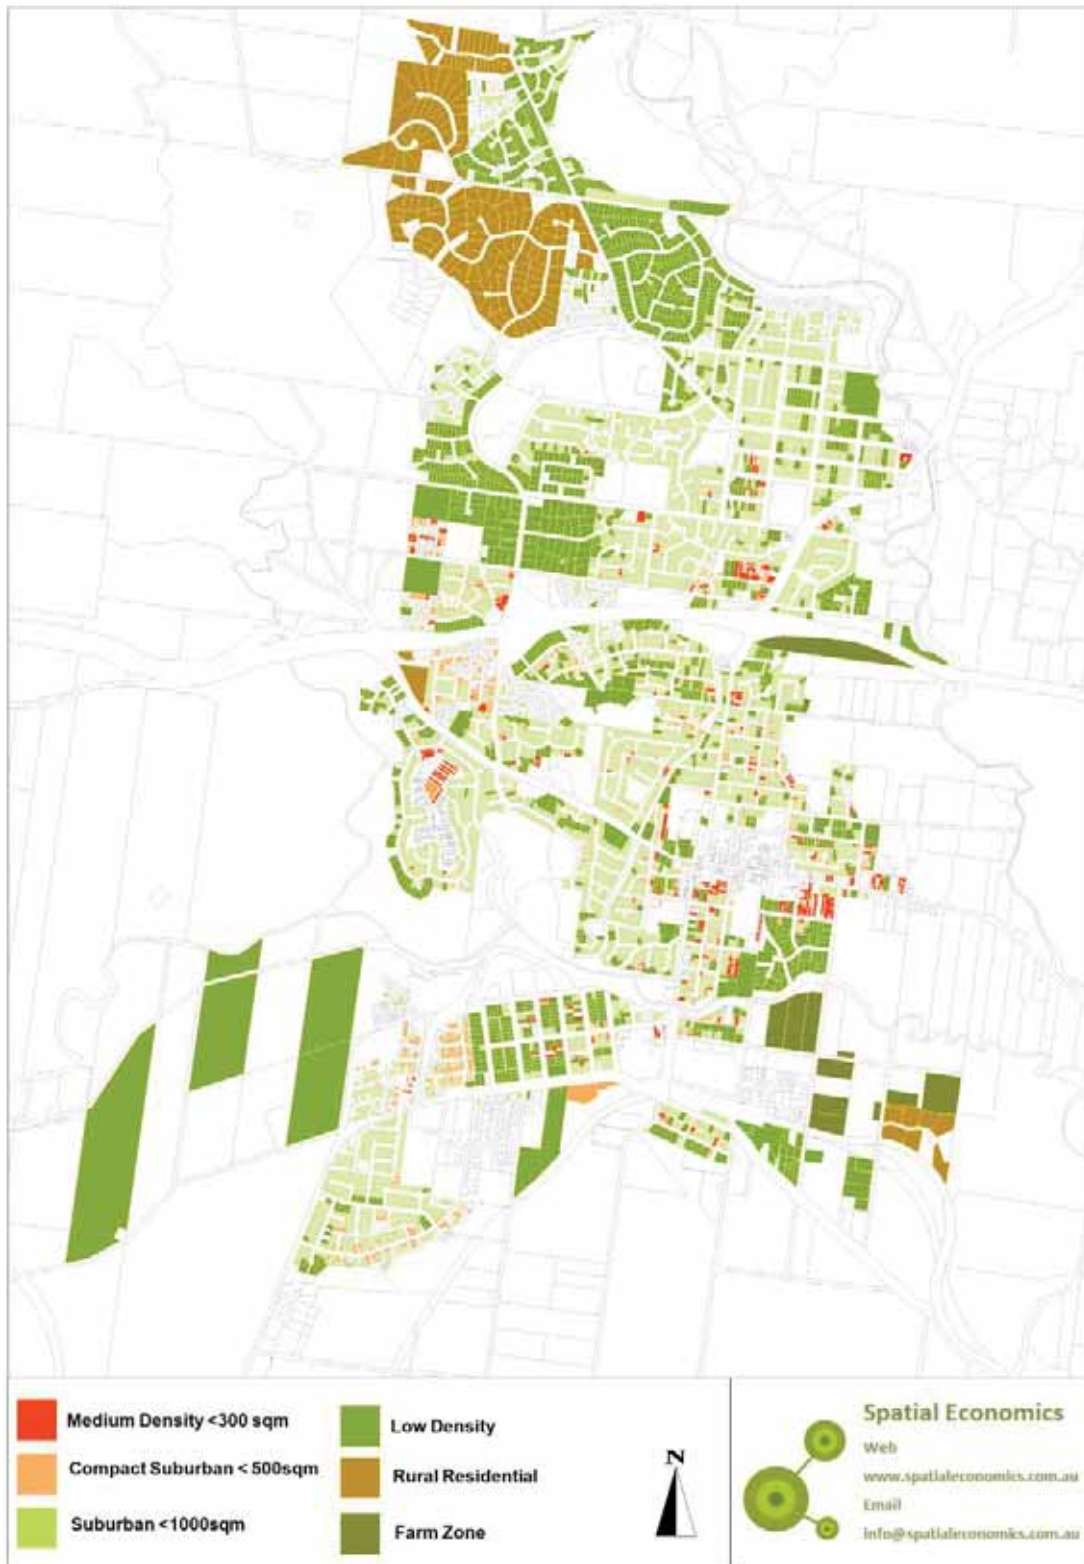 Medium Density <300 sqm
Compact Suburban < 500sqm
Suburban <1000sqm
Low Density
Rural Residential
Farm Zone
N
Spatial Economics
Web
www.spatialeconomics.com.au
Email
info@spatialeconomics.com.au